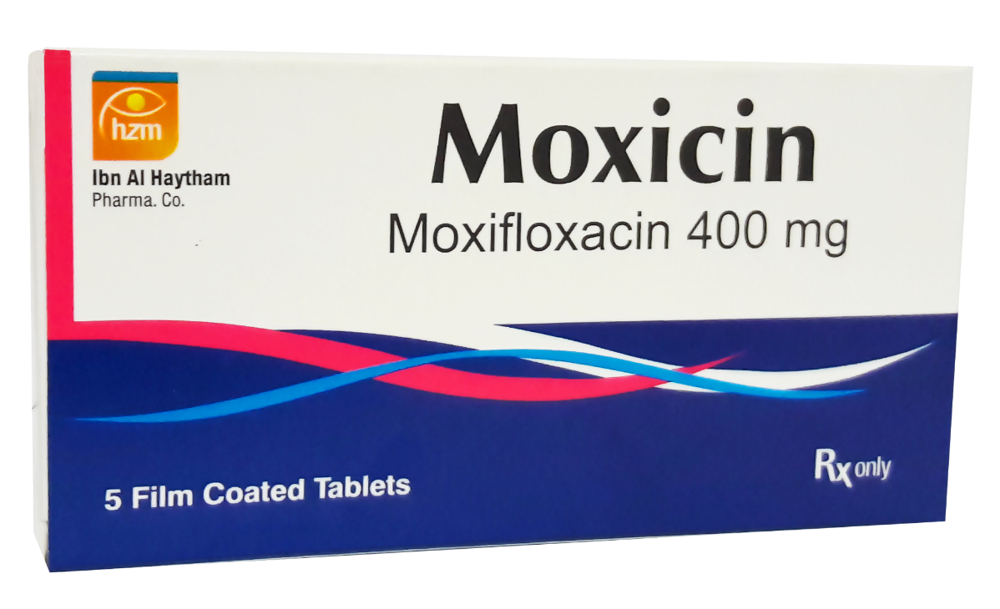 hzm
Ibn Al Haytham
Pharma. Co.
Moxicin
Moxifloxacin 400 mg
5 Film Coated Tablets
Rx only